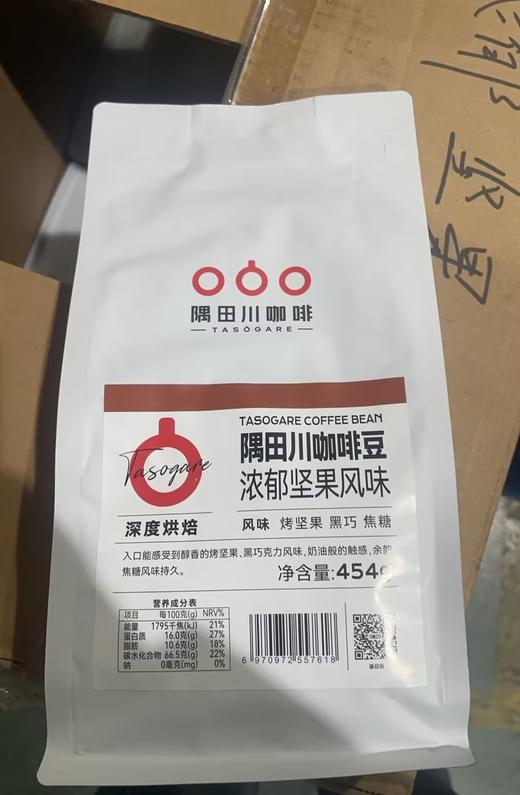 隅田川咖啡
TASOGARE
TASOGARE COFFEE BEAN
隅田川咖啡豆
浓郁坚果风味
Tasogare
深度烘焙
风味 烤坚果 黑巧 焦糖
入口能感受到醇香的烤坚果、黑巧克力风味,奶油般的触感,余韵
焦糖风味持久。
净含量:454g
营养成分表
项目 每100克(g) NRV%
能量 1795千焦(kJ) 21%
蛋白质 16.0克(g) 27%
脂肪 10.6克(g) 18%
碳水化合物 66.5克(g) 22%
钠 0毫克(mg) 0%
6 970972 557618